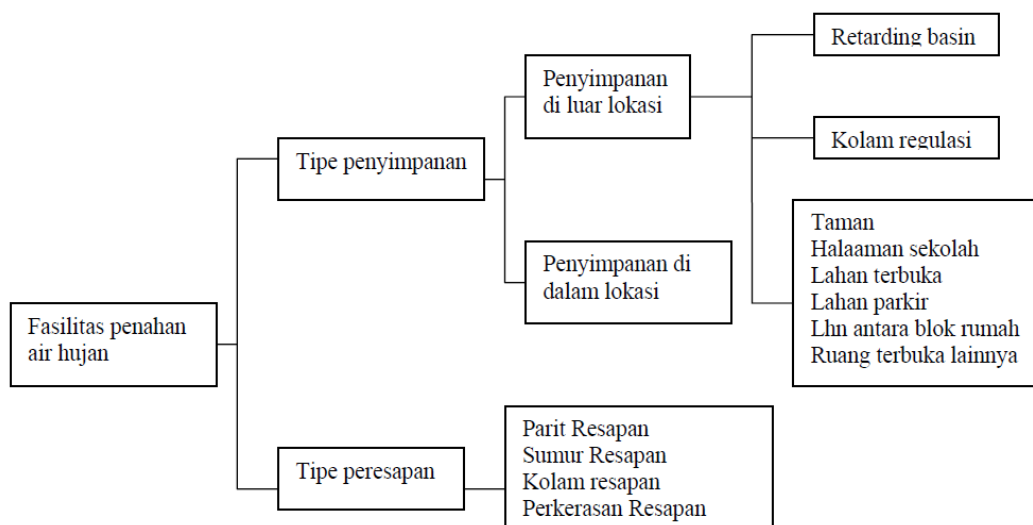 Fasilitas penahan
air hujan
Tipe penyimpanan
Tipe peresapan
Penyimpanan
di luar lokasi
Penyimpanan di
dalam lokasi
Parit Resapan
Sumur Resapan
Kolam resapan
Perkerasan Resapan
Retarding basin
Kolam regulasi
Taman
Halaaman sekolah
Lahan terbuka
Lahan parkir
Lhn antara blok rumah
Ruang terbuka lainnya